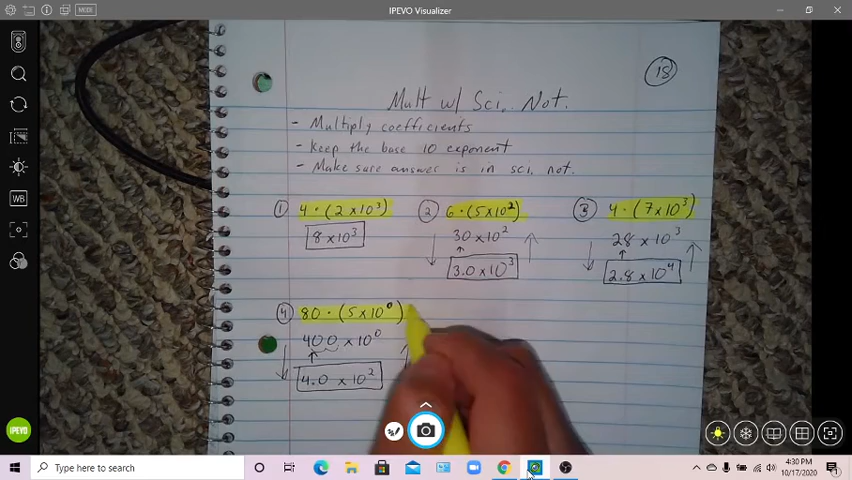 IPEVO Visualizer
MODE
18
Mult w/ Sci. Not.
- Multiply coefficients
- Keep the base 10 exponent
- Make sure answer is in sci. not.
① 4 · (2 x 10³) ② 6 · (5 x 10²) ③ 4 · (7 x 10³)
8 x 10³ 30 x 10² 28 x 10³
3.0 x 10³ 2.8 x 10⁴
④ 80 · (5 x 10⁰)
400 x 10⁰
4.0 x 10²
WB
IPEVO
Type here to search
4:30 PM
10/17/2020